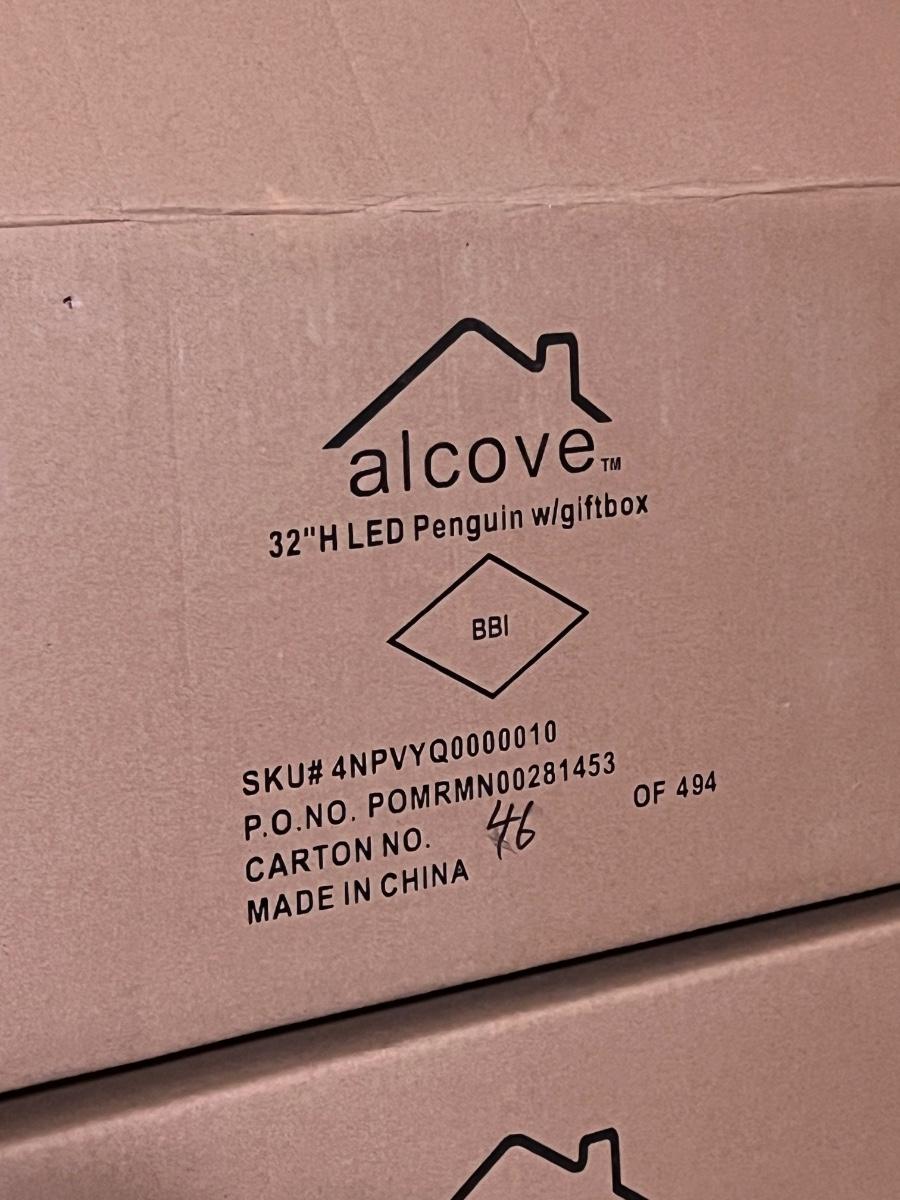 alcove™
32"H LED Penguin w/giftbox
BBI
SKU# 4NPVYQ0000010
P.O.NO. POMRMN00281453
CARTON NO. 46 OF 494
MADE IN CHINA